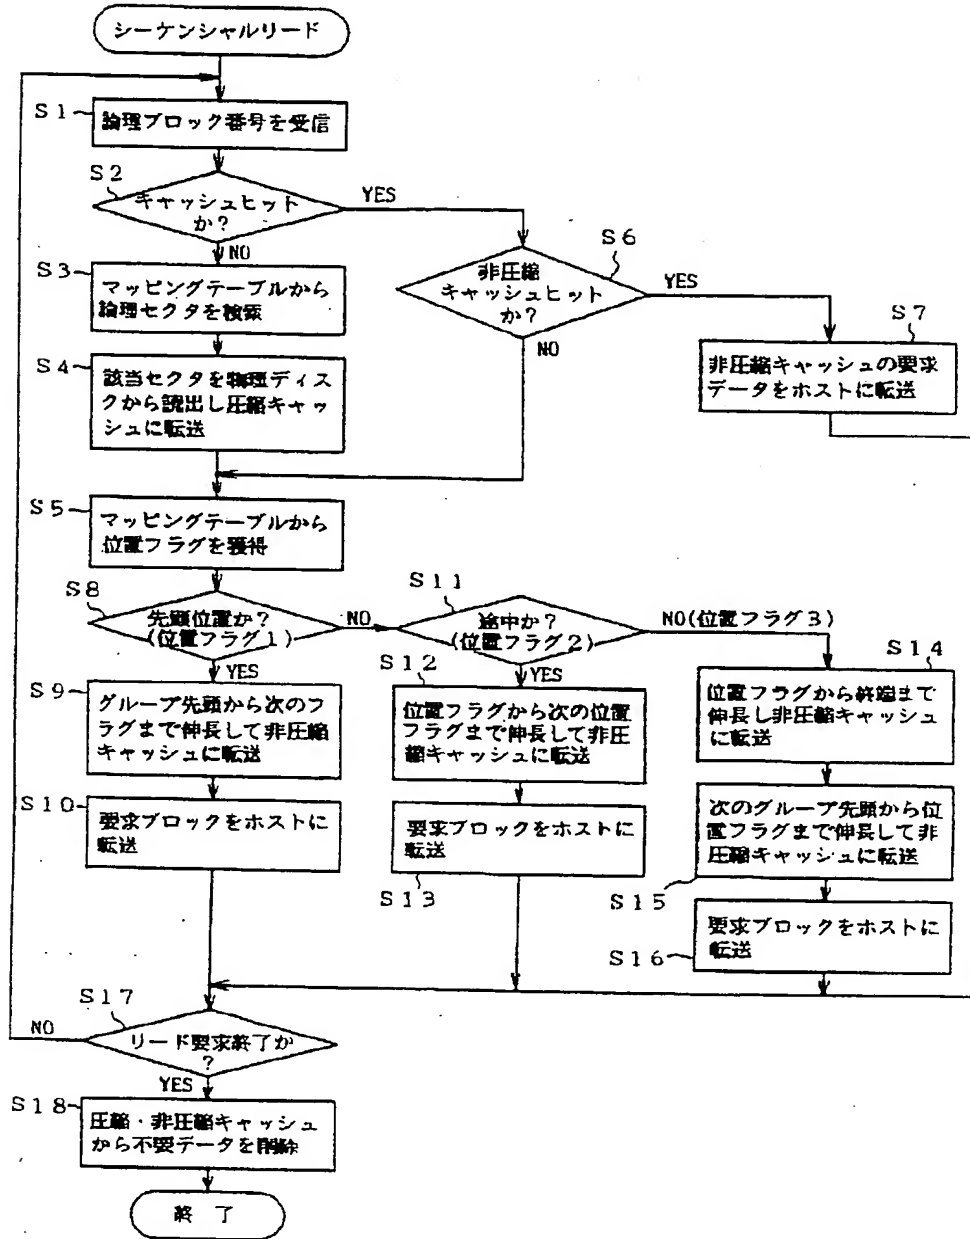 シーケンシャルリード
S1
論理ブロック番号を受信
S2
キャッシュヒット
か?
YES
NO
S3
マッピングテーブルから
論理セクタを検索
S6
非圧縮
キャッシュヒット
か?
YES
NO
S7
非圧縮キャッシュの要求
データをホストに転送
S4
該当セクタを物理ディス
クから読出し圧縮キャッ
シュに転送
S5
マッピングテーブルから
位置フラグを獲得
S8
先頭位置か?
(位置フラグ1)
NO
YES
S11
途中か?
(位置フラグ2)
NO(位置フラグ3)
YES
S9
グループ先頭から次のフ
ラグまで伸長して非圧縮
キャッシュに転送
S12
位置フラグから次の位置
フラグまで伸長して非圧
縮キャッシュに転送
S14
位置フラグから終端まで
伸長し非圧縮キャッシュ
に転送
S10
要求ブロックをホストに
転送
要求ブロックをホストに
転送
S13
次のグループ先頭から位
置フラグまで伸長して非
圧縮キャッシュに転送
S15
要求ブロックをホストに
転送
S16
S17
リード要求終了か
?
NO
YES
S18
圧縮・非圧縮キャッシュ
から不要データを削除
終 了